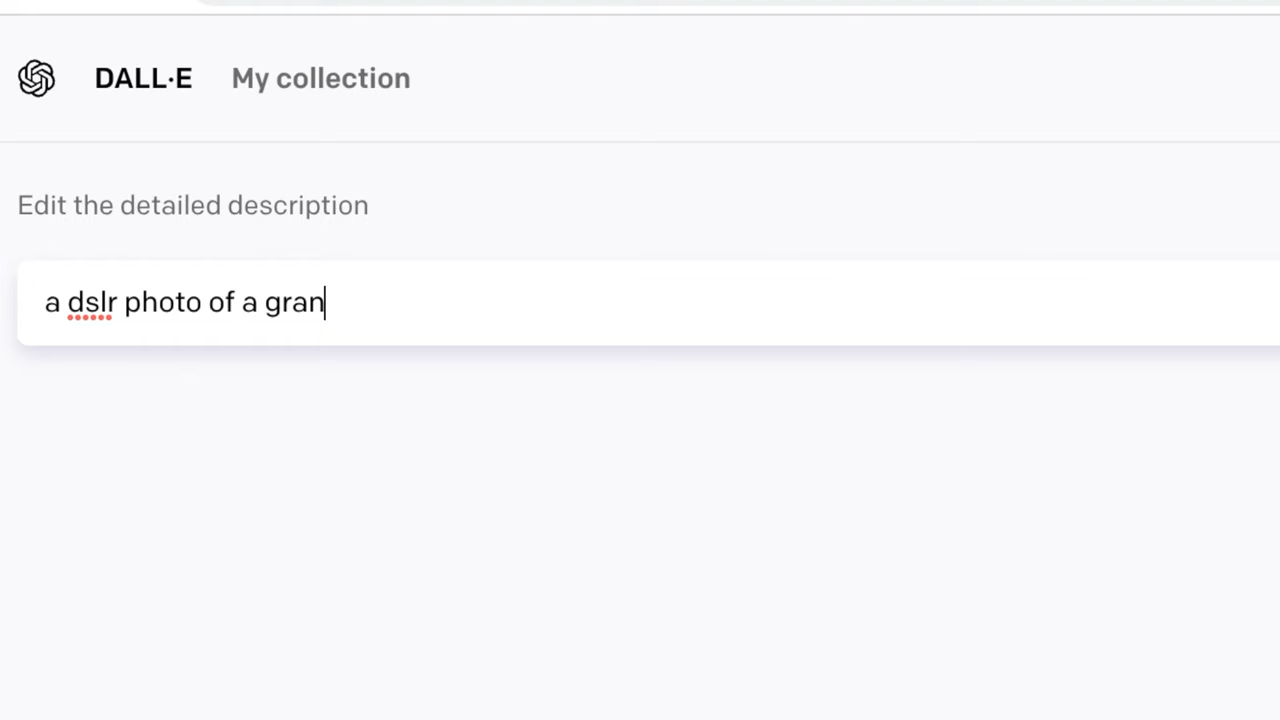 DALL·E My collection
Edit the detailed description
a dslr photo of a gran